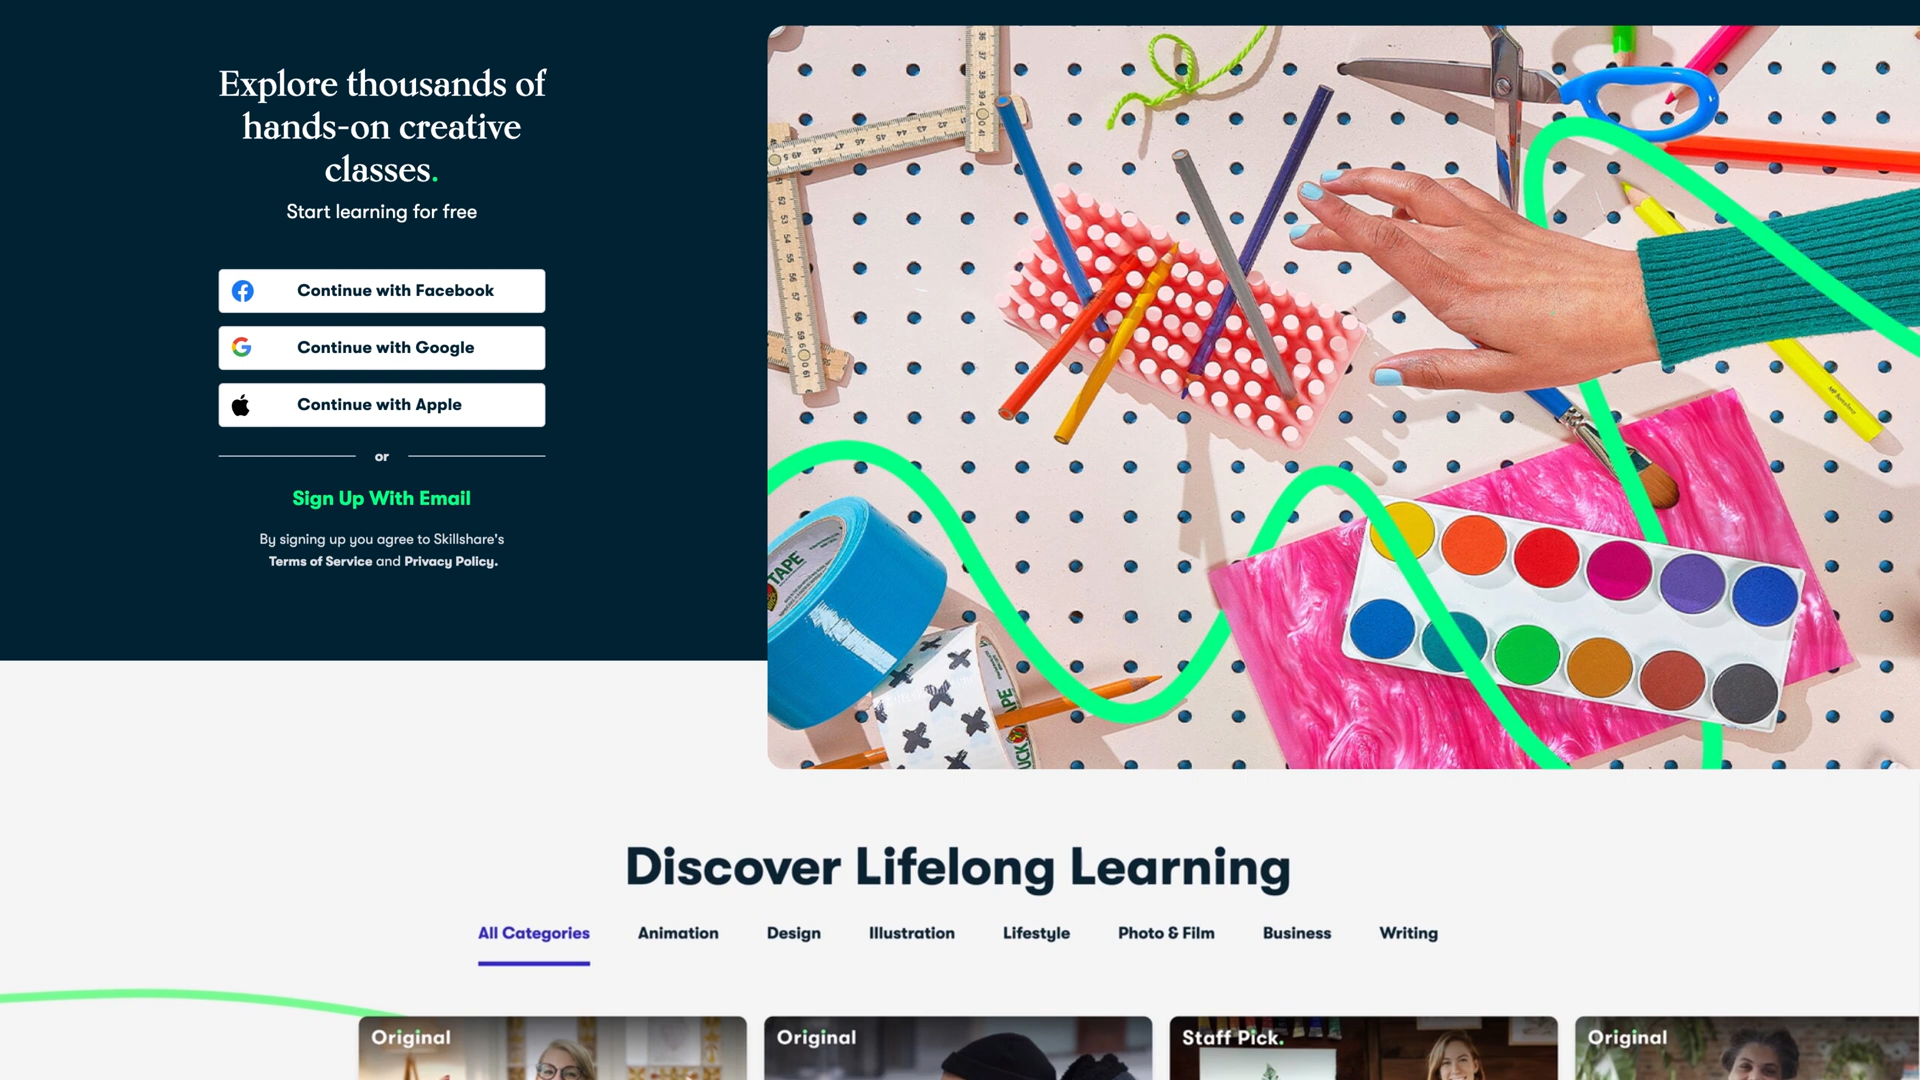 Explore thousands of
hands-on creative
classes.
Start learning for free
Continue with Facebook
Continue with Google
Continue with Apple
or
Sign Up With Email
By signing up you agree to Skillshare's
Terms of Service and Privacy Policy.
TAPE
Discover Lifelong Learning
All Categories
Animation
Design
Illustration
Lifestyle
Photo & Film
Business
Writing
Original
Original
Staff Pick.
Original